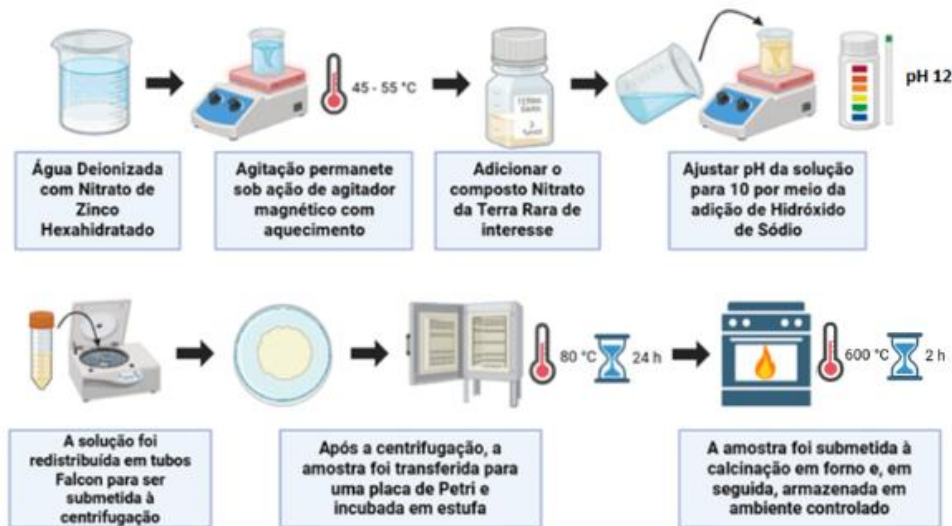 45 - 55 °C
pH 12
Água Deionizada
com Nitrato de
Zinco
Hexahidratado
Agitação permanete
sob ação de agitador
magnético com
aquecimento
Adicionar o
composto Nitrato
da Terra Rara de
interesse
Ajustar pH da solução
para 10 por meio da
adição de Hidróxido
de Sódio
80 °C
24 h
600 °C
2 h
A solução foi
redistribuída em tubos
Falcon para ser
submetida à
centrifugação
Após a centrifugação, a
amostra foi transferida para
uma placa de Petri e
incubada em estufa
A amostra foi submetida à
calcinação em forno e, em
seguida, armazenada em
ambiente controlado